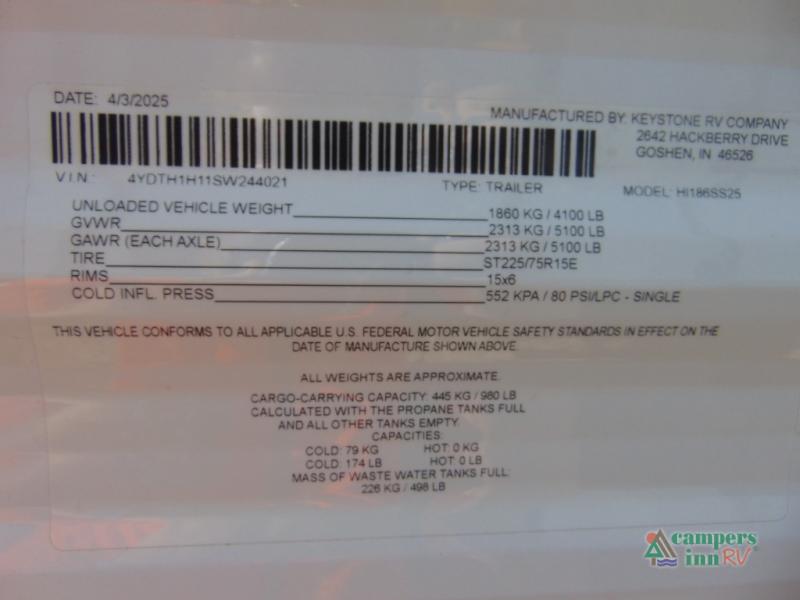 DATE: 4/3/2025
MANUFACTURED BY: KEYSTONE RV COMPANY
2642 HACKBERRY DRIVE
GOSHEN, IN 46526
V.I.N.: 4YDTH1H11SW244021 TYPE: TRAILER MODEL: HI186SS25
UNLOADED VEHICLE WEIGHT 1860 KG / 4100 LB
GVWR 2313 KG / 5100 LB
GAWR (EACH AXLE) 2313 KG / 5100 LB
TIRE ST225/75R15E
RIMS 15x6
COLD INFL. PRESS 552 KPA / 80 PSI/LPC - SINGLE
THIS VEHICLE CONFORMS TO ALL APPLICABLE U.S. FEDERAL MOTOR VEHICLE SAFETY STANDARDS IN EFFECT ON THE
DATE OF MANUFACTURE SHOWN ABOVE.
ALL WEIGHTS ARE APPROXIMATE.
CARGO-CARRYING CAPACITY: 445 KG / 980 LB
CALCULATED WITH THE PROPANE TANKS FULL
AND ALL OTHER TANKS EMPTY.
CAPACITIES:
COLD: 79 KG HOT: 0 KG
COLD: 174 LB HOT: 0 LB
MASS OF WASTE WATER TANKS FULL:
226 KG / 498 LB
campers
inn RV